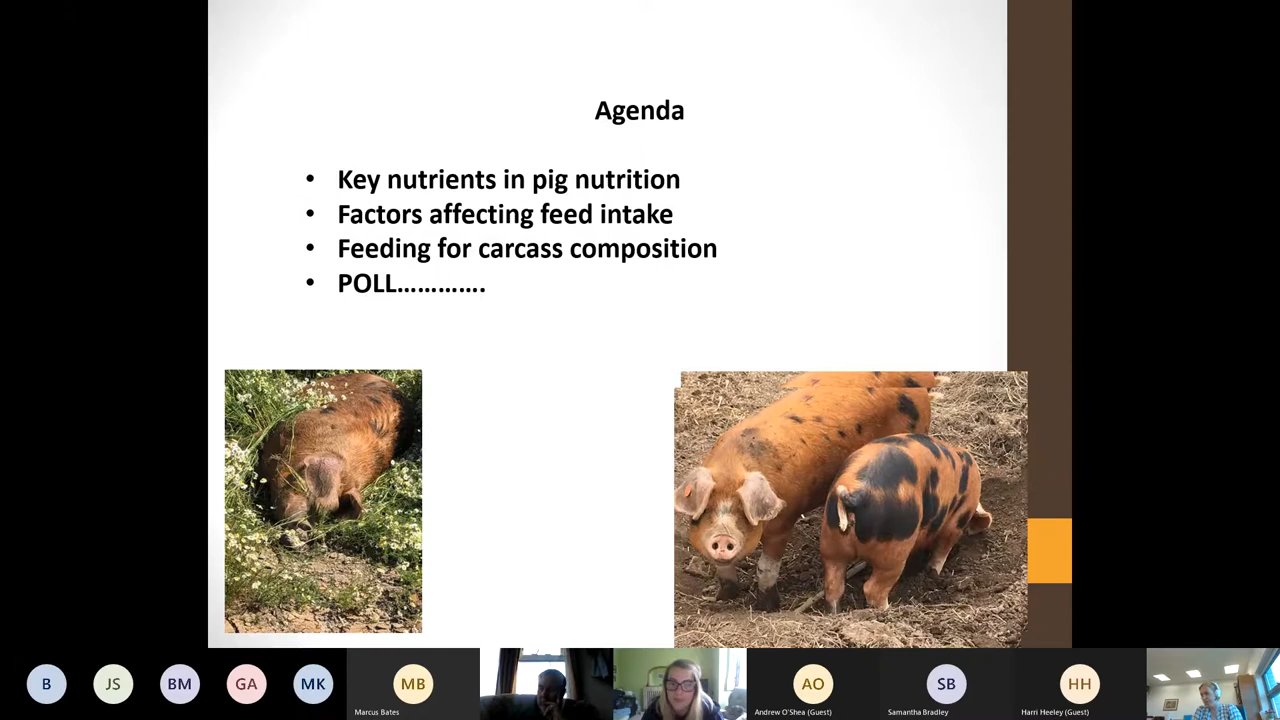 Agenda
• Key nutrients in pig nutrition
• Factors affecting feed intake
• Feeding for carcass composition
• POLL………….
B
JS
BM
GA
MK
MB
AO
SB
HH
Marcus Bates
Andrew O'Shea (Guest)
Samantha Bradley
Harri Heeley (Guest)